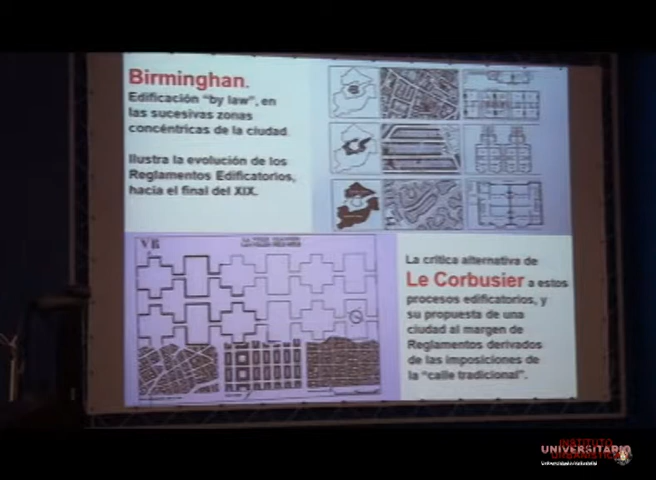 Birminghan.
Edificación "by law", en
las sucesivas zonas
concéntricas de la ciudad
Ilustra la evolución de los
Reglamentos Edificatorios,
hacia el final del XIX.
La crítica alternativa de
Le Corbusier a estos
procesos edificatorios, y
su propuesta de una
ciudad al margen de
Reglamentos derivados
de las imposiciones de
la "calle tradicional".
INSTITUTO
UNIVERSITARIO